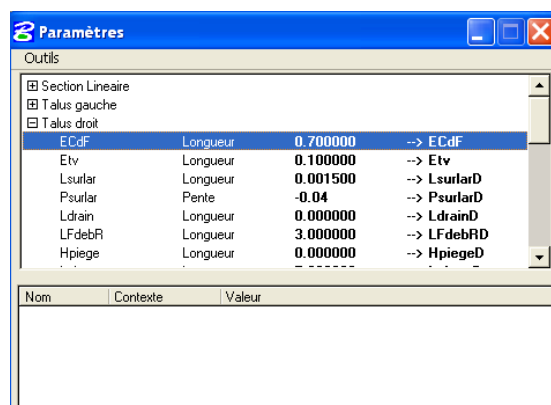 Paramètres
Outils
Section Lineaire
Talus gauche
Talus droit
ECdF Longueur 0.700000 --> ECdF
Etv Longueur 0.100000 --> Etv
Lsurlar Longueur 0.001500 --> LsurlarD
Psurlar Pente -0.04 --> PsurlarD
Ldrain Longueur 0.000000 --> LdrainD
LFdebR Longueur 3.000000 --> LFdebRD
Hpiege Longueur 0.000000 --> HpiegeD
Nom Contexte Valeur